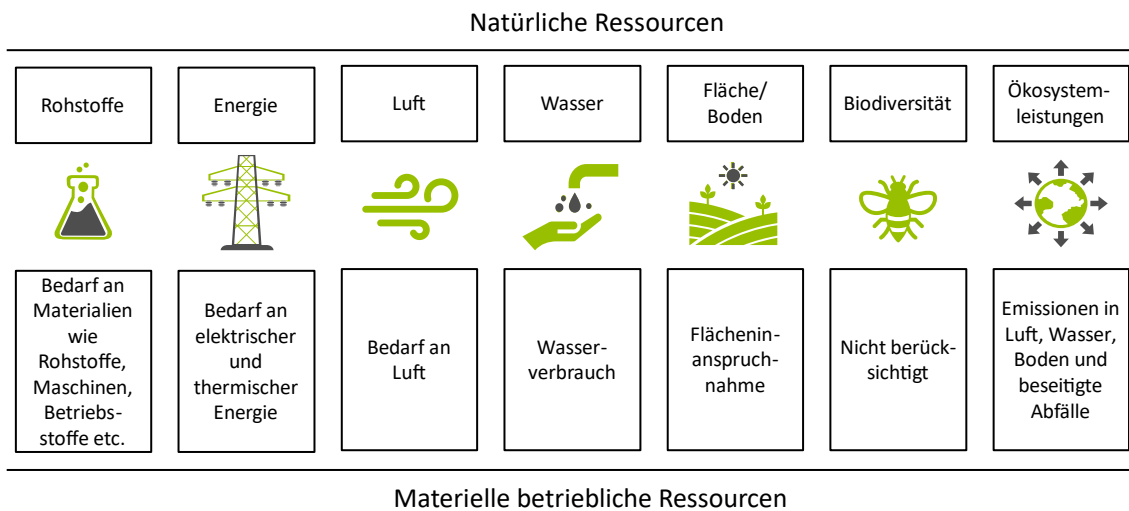 Natürliche Ressourcen
Rohstoffe
Energie
Luft
Wasser
Fläche/
Boden
Biodiversität
Ökosystem-
leistungen
Bedarf an
Materialien
wie
Rohstoffe,
Maschinen,
Betriebs-
stoffe etc.
Bedarf an
elektrischer
und
thermischer
Energie
Bedarf an
Luft
Wasser-
verbrauch
Flächenin-
anspruch-
nahme
Nicht berück-
sichtigt
Emissionen in
Luft, Wasser,
Boden und
beseitigte
Abfälle
Materielle betriebliche Ressourcen